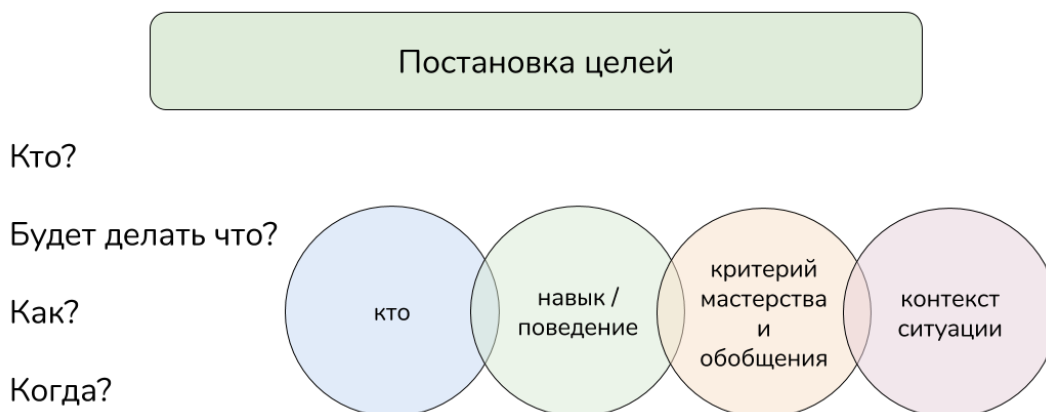 Постановка целей
Кто?
Будет делать что?
Как?
Когда?
кто
навык /
поведение
критерий
мастерства
и
обобщения
контекст
ситуации